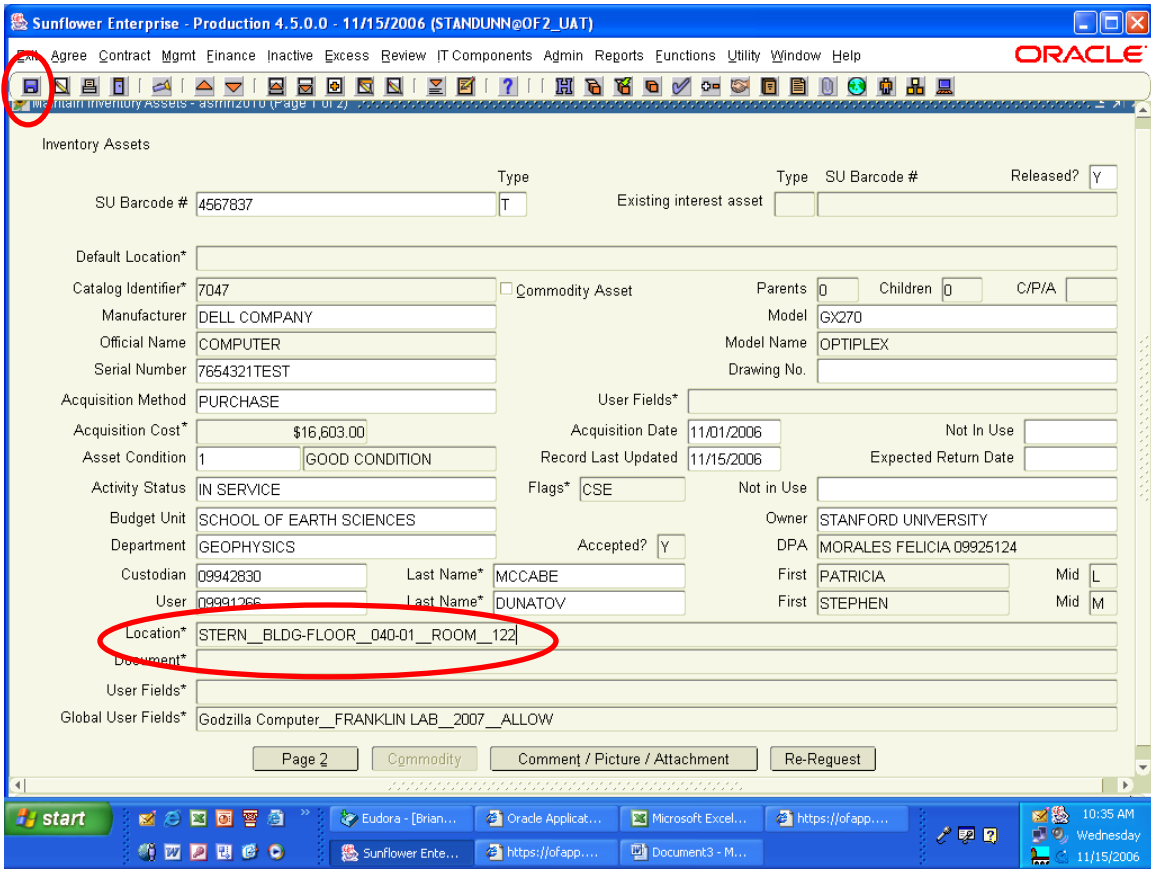 Sunflower Enterprise - Production 4.5.0.0 - 11/15/2006 (STANDUNN@OF2_UAT)
Exit Agree Contract Mgmt Finance Inactive Excess Review IT Components Admin Reports Functions Utility Window Help
ORACLE
Maintain Inventory Assets - asmn2010 (Page 1 of 2)
Inventory Assets
Type Type SU Barcode # Released? Y
SU Barcode # 4567837 T Existing interest asset
Default Location*
Catalog Identifier* 7047 Commodity Asset Parents 0 Children 0 C/P/A
Manufacturer DELL COMPANY Model GX270
Official Name COMPUTER Model Name OPTIPLEX
Serial Number 7654321TEST Drawing No.
Acquisition Method PURCHASE User Fields*
Acquisition Cost* $16,603.00 Acquisition Date 11/01/2006 Not In Use
Asset Condition 1 GOOD CONDITION Record Last Updated 11/15/2006 Expected Return Date
Activity Status IN SERVICE Flags* CSE Not in Use
Budget Unit SCHOOL OF EARTH SCIENCES Owner STANFORD UNIVERSITY
Department GEOPHYSICS Accepted? Y DPA MORALES FELICIA 09925124
Custodian 09942830 Last Name* MCCABE First PATRICIA Mid L
User 09991266 Last Name* DUNATOV First STEPHEN Mid M
Location* STERN__BLDG-FLOOR__040-01__ROOM__122
Document*
User Fields*
Global User Fields* Godzilla Computer__FRANKLIN LAB__2007__ALLOW
Page 2 Commodity Comment / Picture / Attachment Re-Request
start Eudora - [Brian... Oracle Applicat... Microsoft Excel... https://ofapp.... 10:35 AM
Wednesday
Sunflower Ente... https://ofapp.... Document3 - M... 11/15/2006